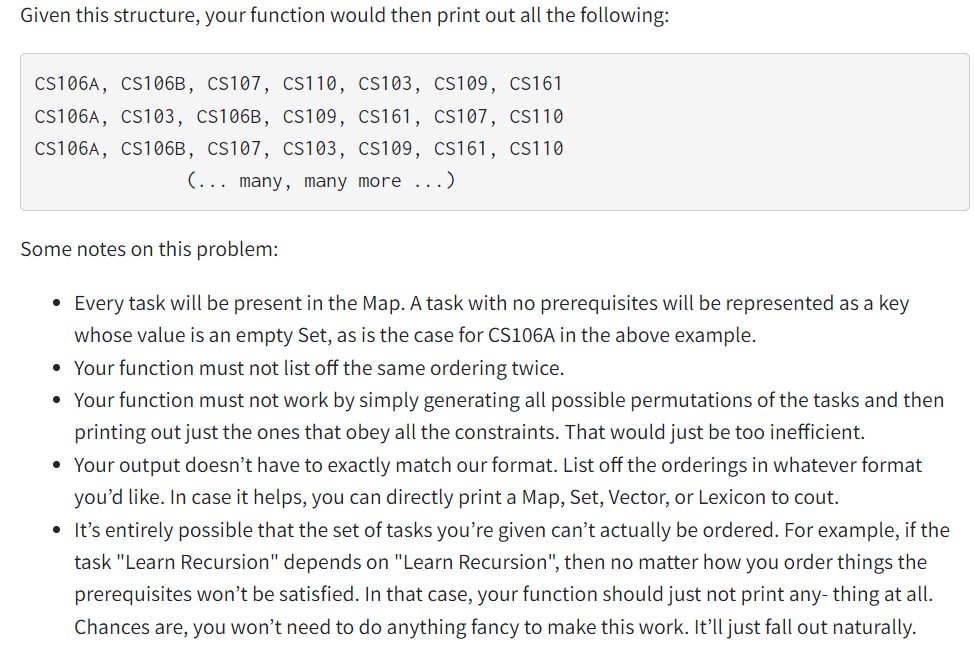 Given this structure, your function would then print out all the following:
CS106A, CS106B, CS107, CS110, CS103, CS109, CS161
CS106A, CS103, CS106B, CS109, CS161, CS107, CS110
CS106A, CS106B, CS107, CS103, CS109, CS161, CS110
(... many, many more ...)
Some notes on this problem:
• Every task will be present in the Map. A task with no prerequisites will be represented as a key
whose value is an empty Set, as is the case for CS106A in the above example.
• Your function must not list off the same ordering twice.
• Your function must not work by simply generating all possible permutations of the tasks and then
printing out just the ones that obey all the constraints. That would just be too inefficient.
• Your output doesn’t have to exactly match our format. List off the orderings in whatever format
you’d like. In case it helps, you can directly print a Map, Set, Vector, or Lexicon to cout.
• It’s entirely possible that the set of tasks you’re given can’t actually be ordered. For example, if the
task "Learn Recursion" depends on "Learn Recursion", then no matter how you order things the
prerequisites won’t be satisfied. In that case, your function should just not print any- thing at all.
Chances are, you won’t need to do anything fancy to make this work. It’ll just fall out naturally.